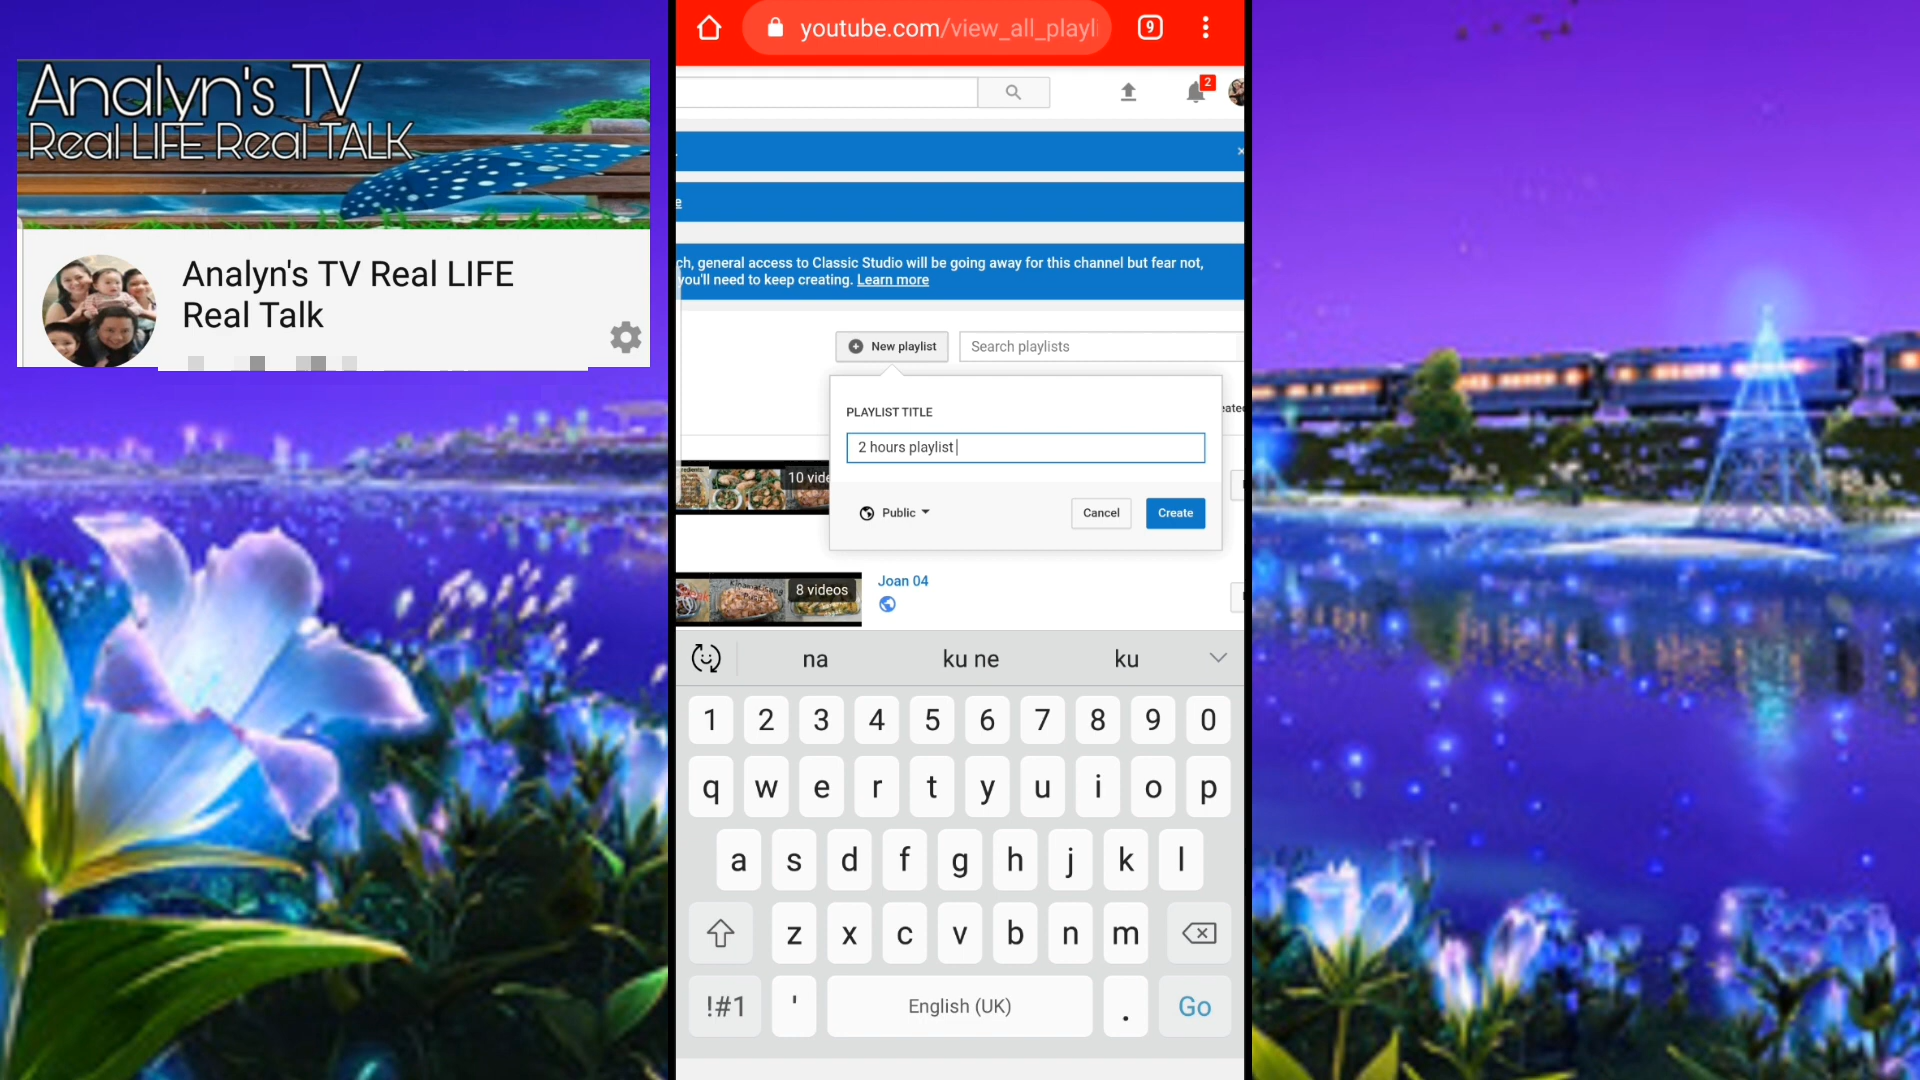 Analyn's TV
Real LIFE Real TALK
Analyn's TV Real LIFE
Real Talk
youtube.com/view_all_playli
9
2
ch, general access to Classic Studio will be going away for this channel but fear not,
you'll need to keep creating. Learn more
New playlist
Search playlists
PLAYLIST TITLE
2 hours playlist
Public
Cancel
Create
10 vide
8 videos
Joan 04
na
ku ne
ku
1 2 3 4 5 6 7 8 9 0
q w e r t y u i o p
a s d f g h j k l
z x c v b n m
!#1
'
English (UK)
.
Go